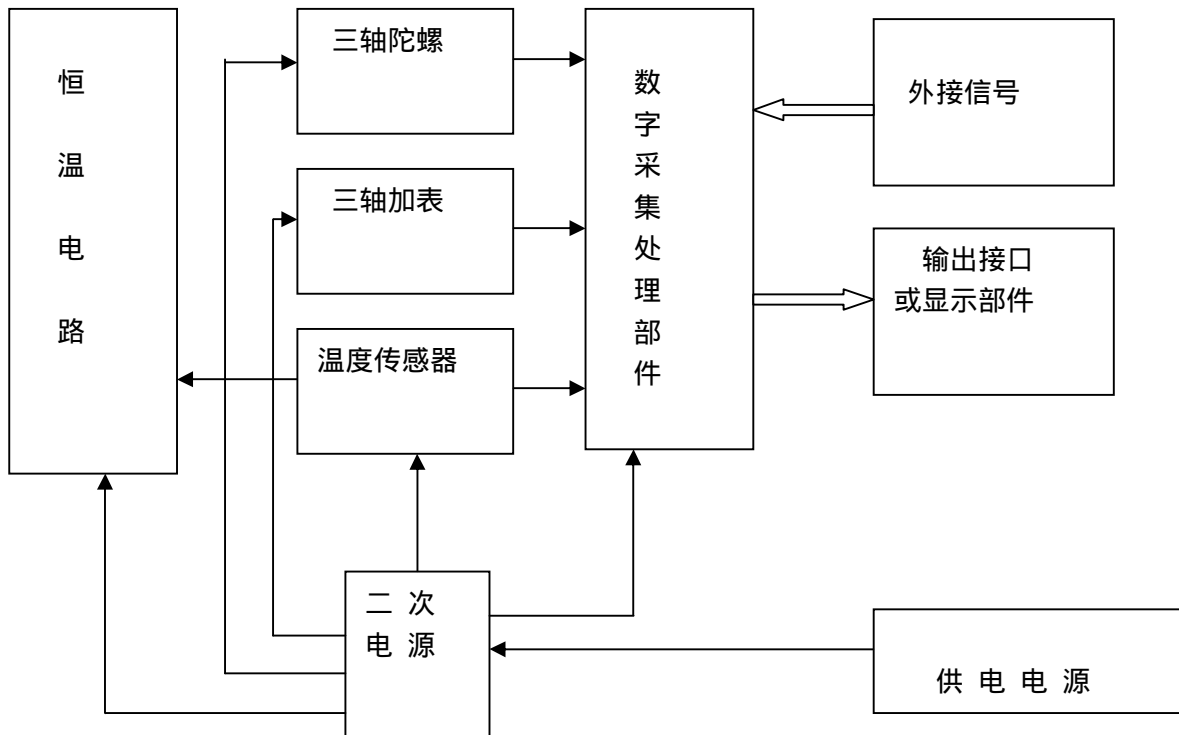 恒温电路
三轴陀螺
三轴加表
温度传感器
数字采集处理部件
外接信号
输出接口
或显示部件
二 次
电 源
供 电 电 源